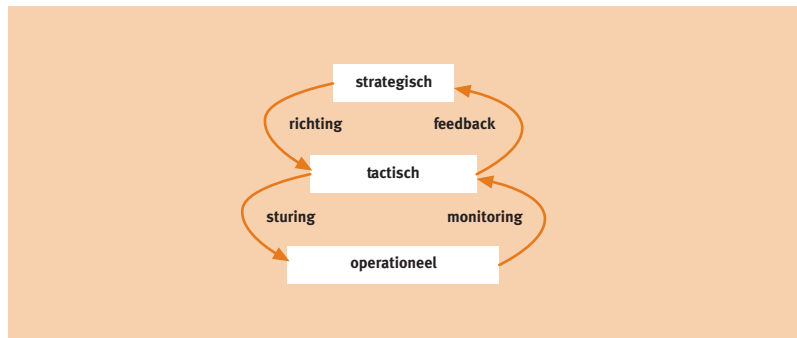 strategisch
richting
feedback
tactisch
sturing
monitoring
operationeel